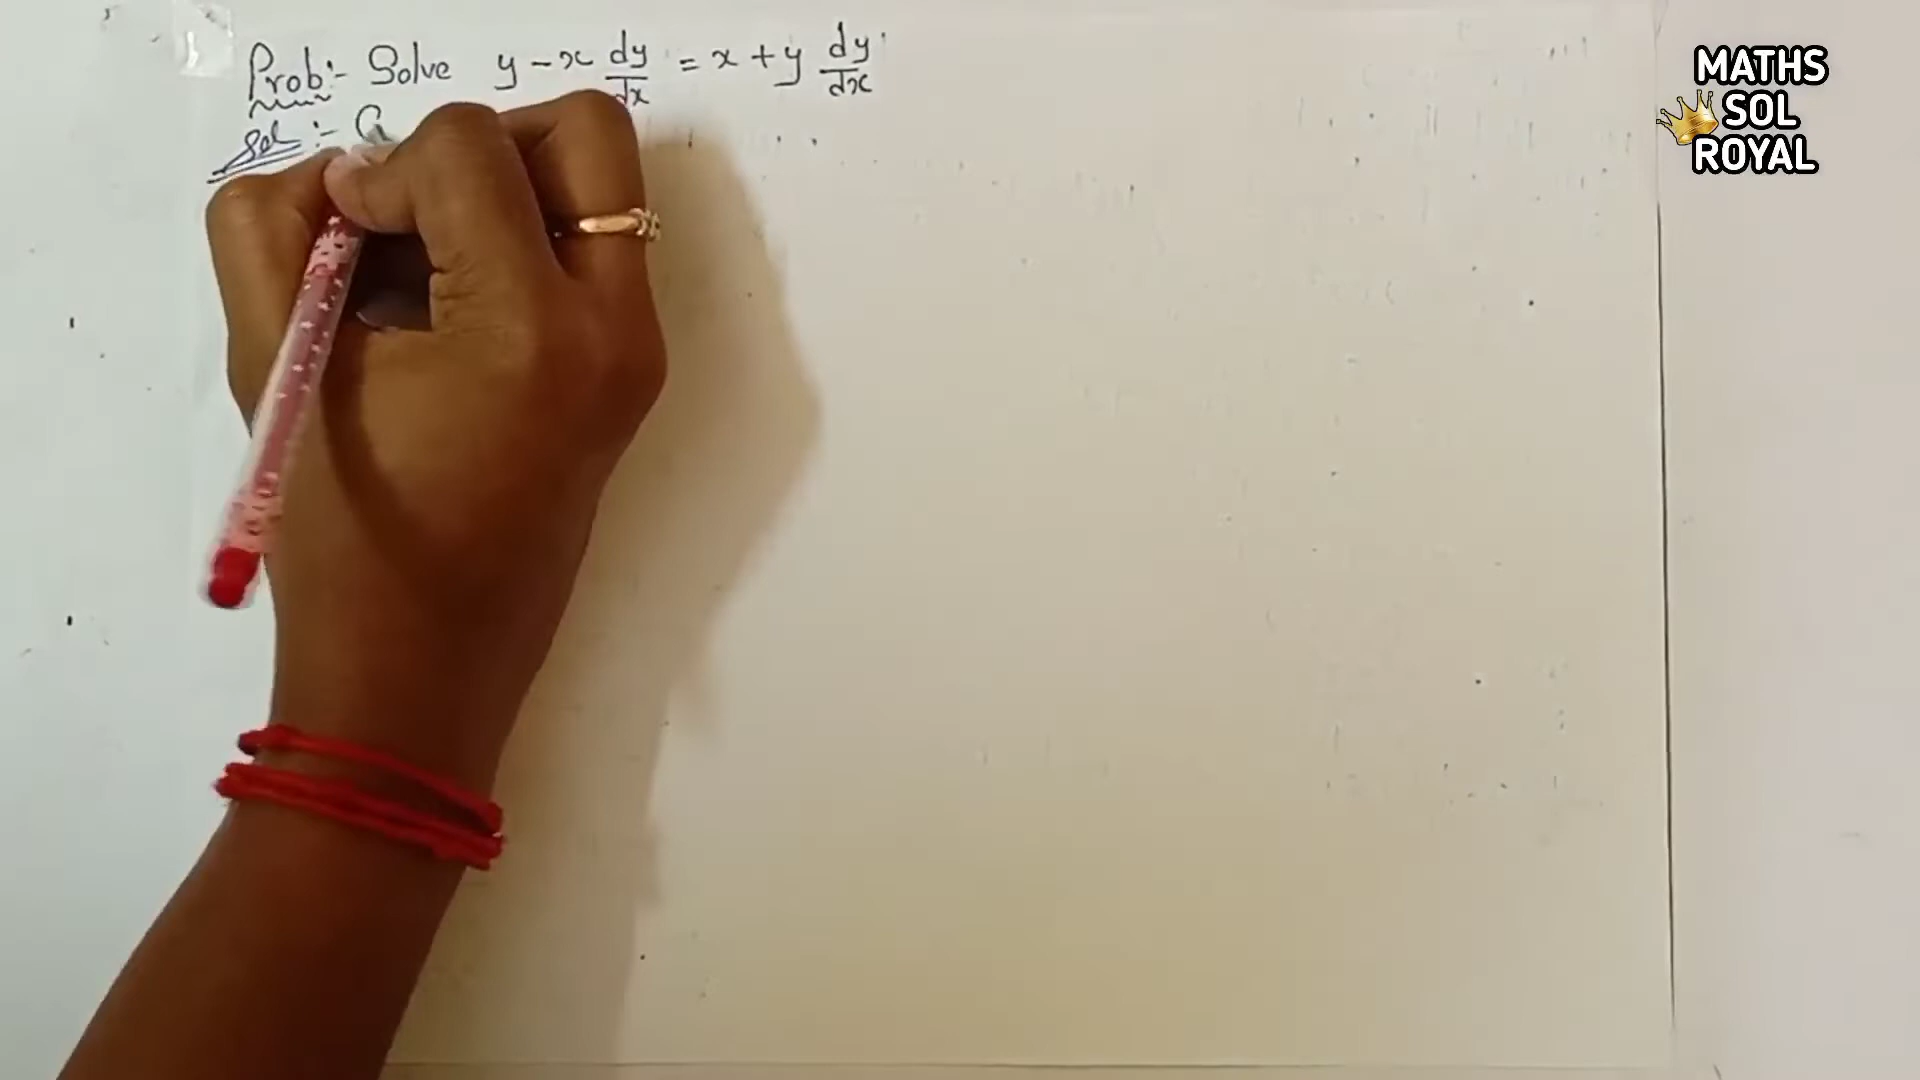 Prob:- Solve y - x dy/dx = x + y dy/dx
Sol :- G
MATHS
SOL
ROYAL